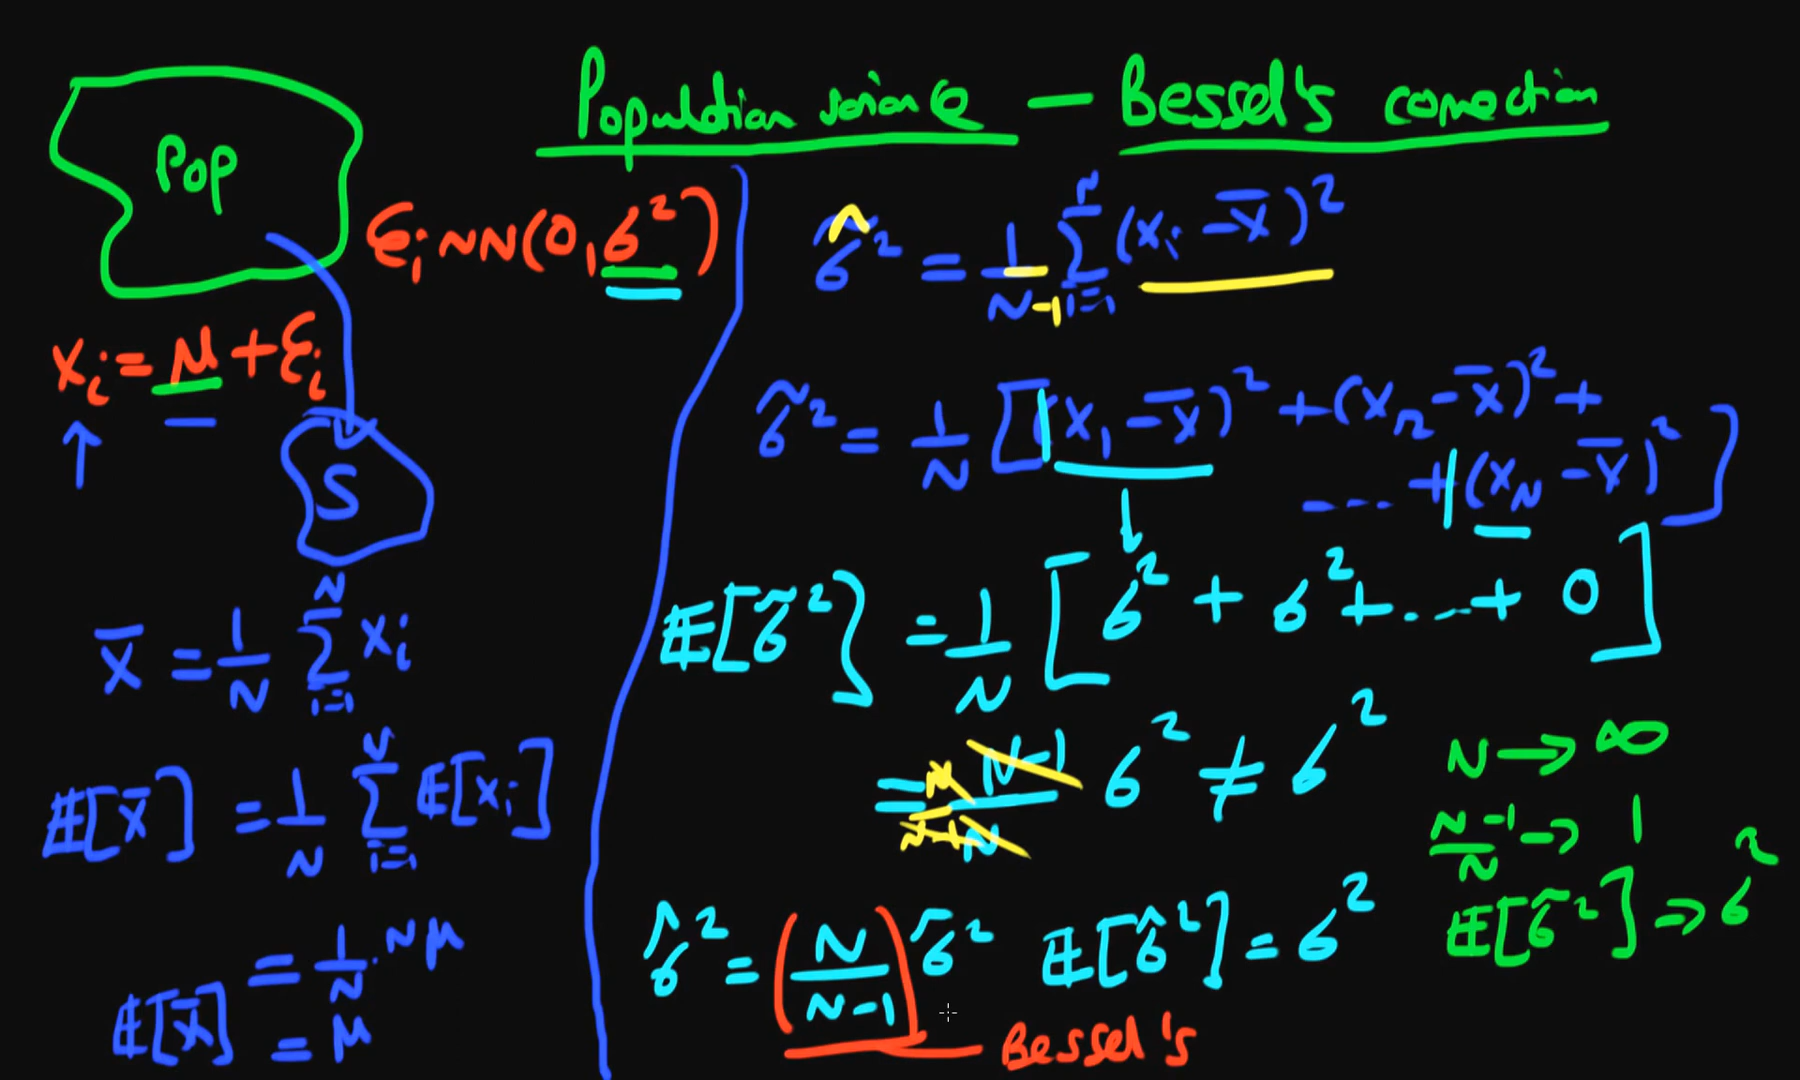 Population variance — Bessel's correction
Pop
ϵᵢ ~ N(0, σ²)
xᵢ = μ + εᵢ
↑
S
x̄ = 1/N Σᵢ₌₁ᴺ xᵢ
E[x̄] = 1/N Σᵢ₌₁ᴺ E[xᵢ]
= 1/N · Nμ
E[x̄] = μ
σ̂² = 1/(N-1) Σᵢ₌₁ᴺ (xᵢ - x̄)²
σ̃² = 1/N [(x₁ - x̄)² + (x₂ - x̄)² +
---- + (x_N - x̄)²]
E[σ̃²] = 1/N [σ² + σ² + ... + 0]
= (N-1)/N σ² ≠ σ²
N/(N-1)
σ̂² = (N/(N-1)) σ̃² E[σ̂²] = σ²
Bessel's
N → ∞
(N-1)/N → 1
E[σ̃²] → σ²